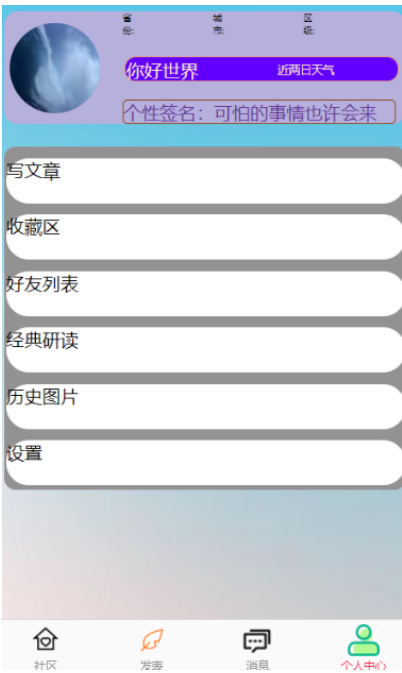 省份: 城市: 区级:
你好世界 近两日天气
个性签名：可怕的事情也许会来
写文章
收藏区
好友列表
经典研读
历史图片
设置
社区 发表 消息 个人中心